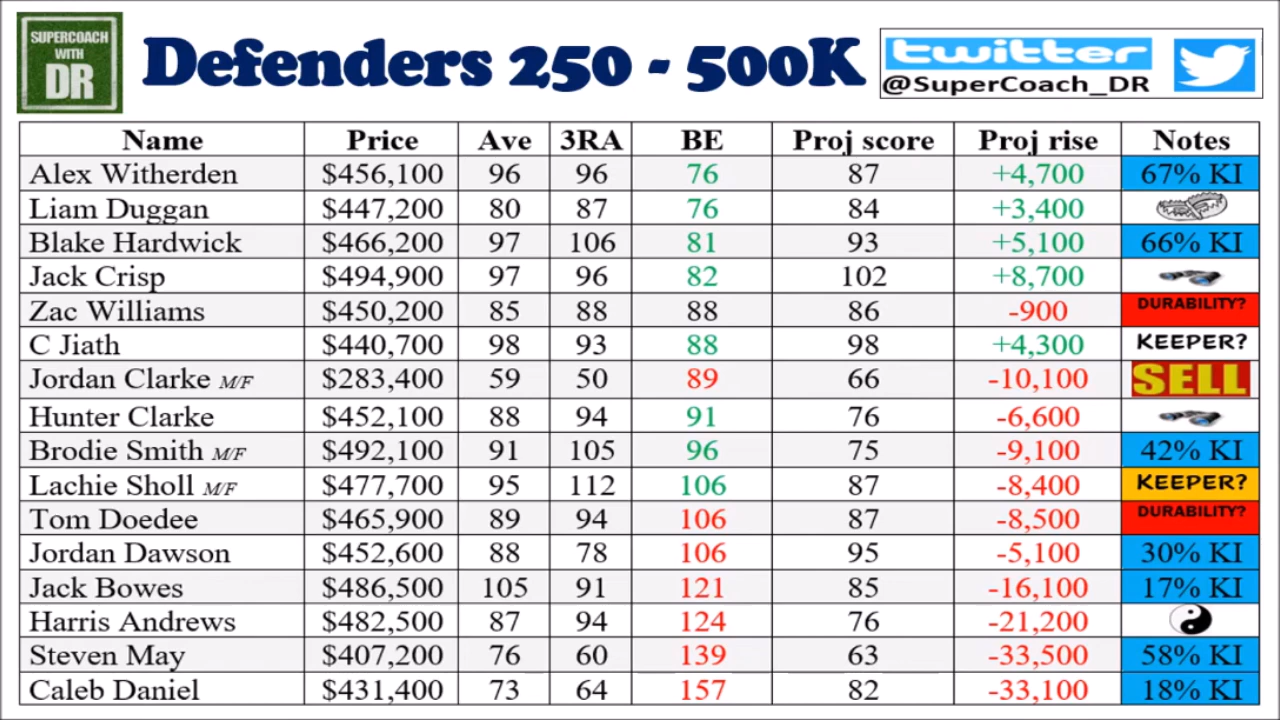 SUPERCOACH
WITH
DR
Defenders 250 - 500K
twitter
@SuperCoach_DR
Name Price Ave 3RA BE Proj score Proj rise Notes
Alex Witherden $456,100 96 96 76 87 +4,700 67% KI
Liam Duggan $447,200 80 87 76 84 +3,400
Blake Hardwick $466,200 97 106 81 93 +5,100 66% KI
Jack Crisp $494,900 97 96 82 102 +8,700
Zac Williams $450,200 85 88 88 86 -900 DURABILITY?
C Jiath $440,700 98 93 88 98 +4,300 KEEPER?
Jordan Clarke M/F $283,400 59 50 89 66 -10,100 SELL
Hunter Clarke $452,100 88 94 91 76 -6,600
Brodie Smith M/F $492,100 91 105 96 75 -9,100 42% KI
Lachie Sholl M/F $477,700 95 112 106 87 -8,400 KEEPER?
Tom Doedee $465,900 89 94 106 87 -8,500 DURABILITY?
Jordan Dawson $452,600 88 78 106 95 -5,100 30% KI
Jack Bowes $486,500 105 91 121 85 -16,100 17% KI
Harris Andrews $482,500 87 94 124 76 -21,200
Steven May $407,200 76 60 139 63 -33,500 58% KI
Caleb Daniel $431,400 73 64 157 82 -33,100 18% KI